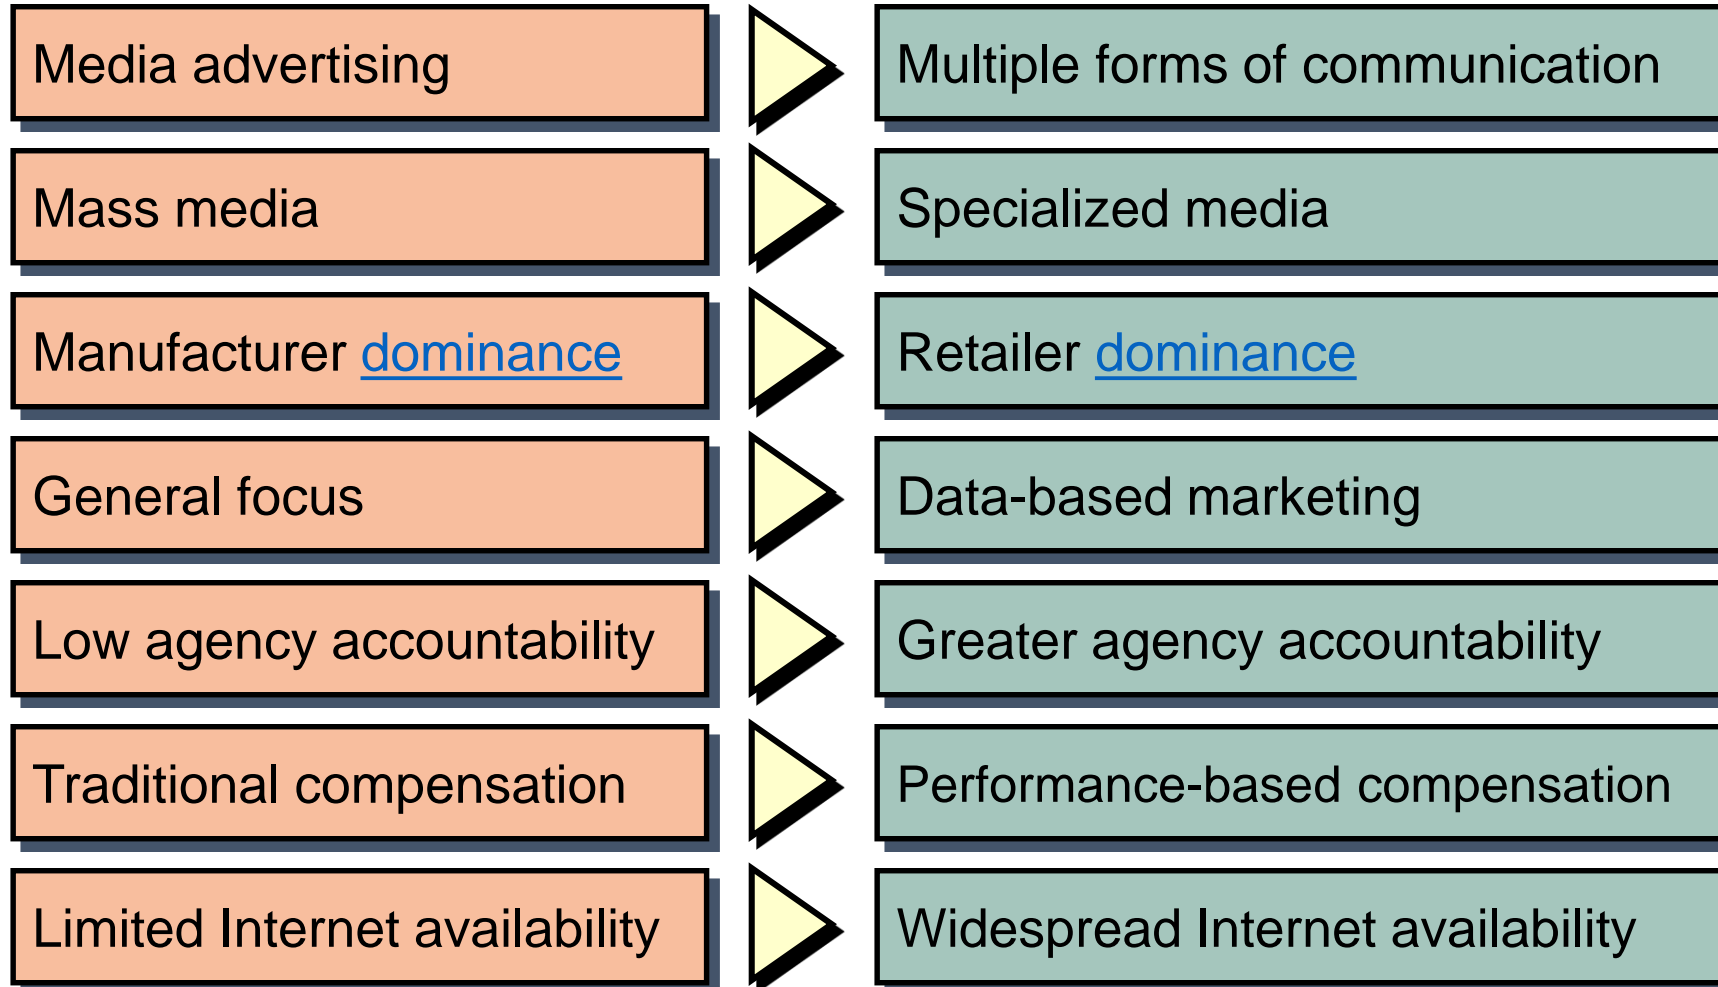 Media advertising
Multiple forms of communication
Mass media
Specialized media
Manufacturer dominance
Retailer dominance
General focus
Data-based marketing
Low agency accountability
Greater agency accountability
Traditional compensation
Performance-based compensation
Limited Internet availability
Widespread Internet availability